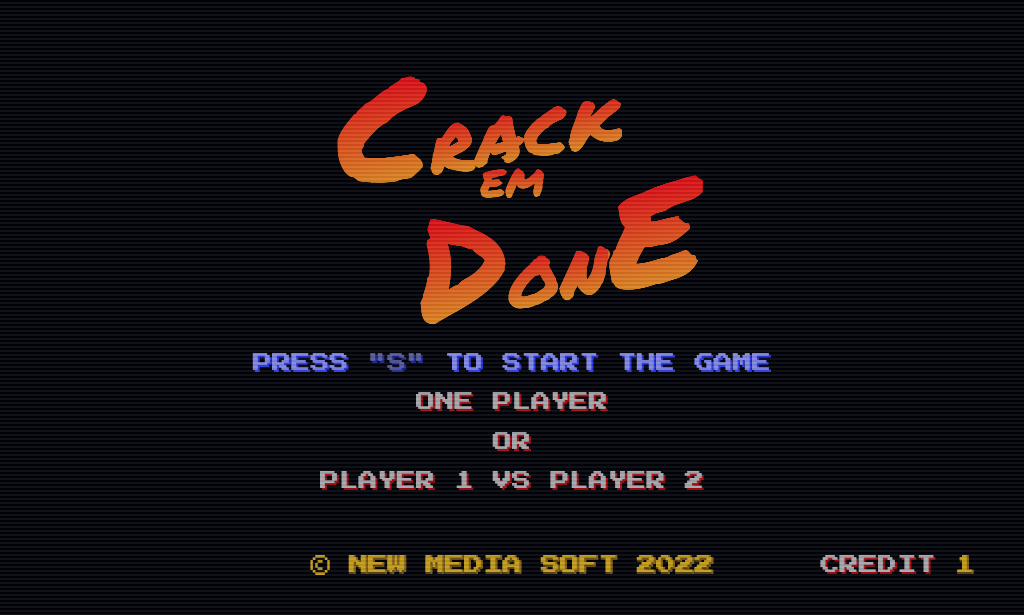 CRACK
EM
DONE
PRESS "S" TO START THE GAME
ONE PLAYER
OR
PLAYER 1 VS PLAYER 2
© NEW MEDIA SOFT 2022 CREDIT 1